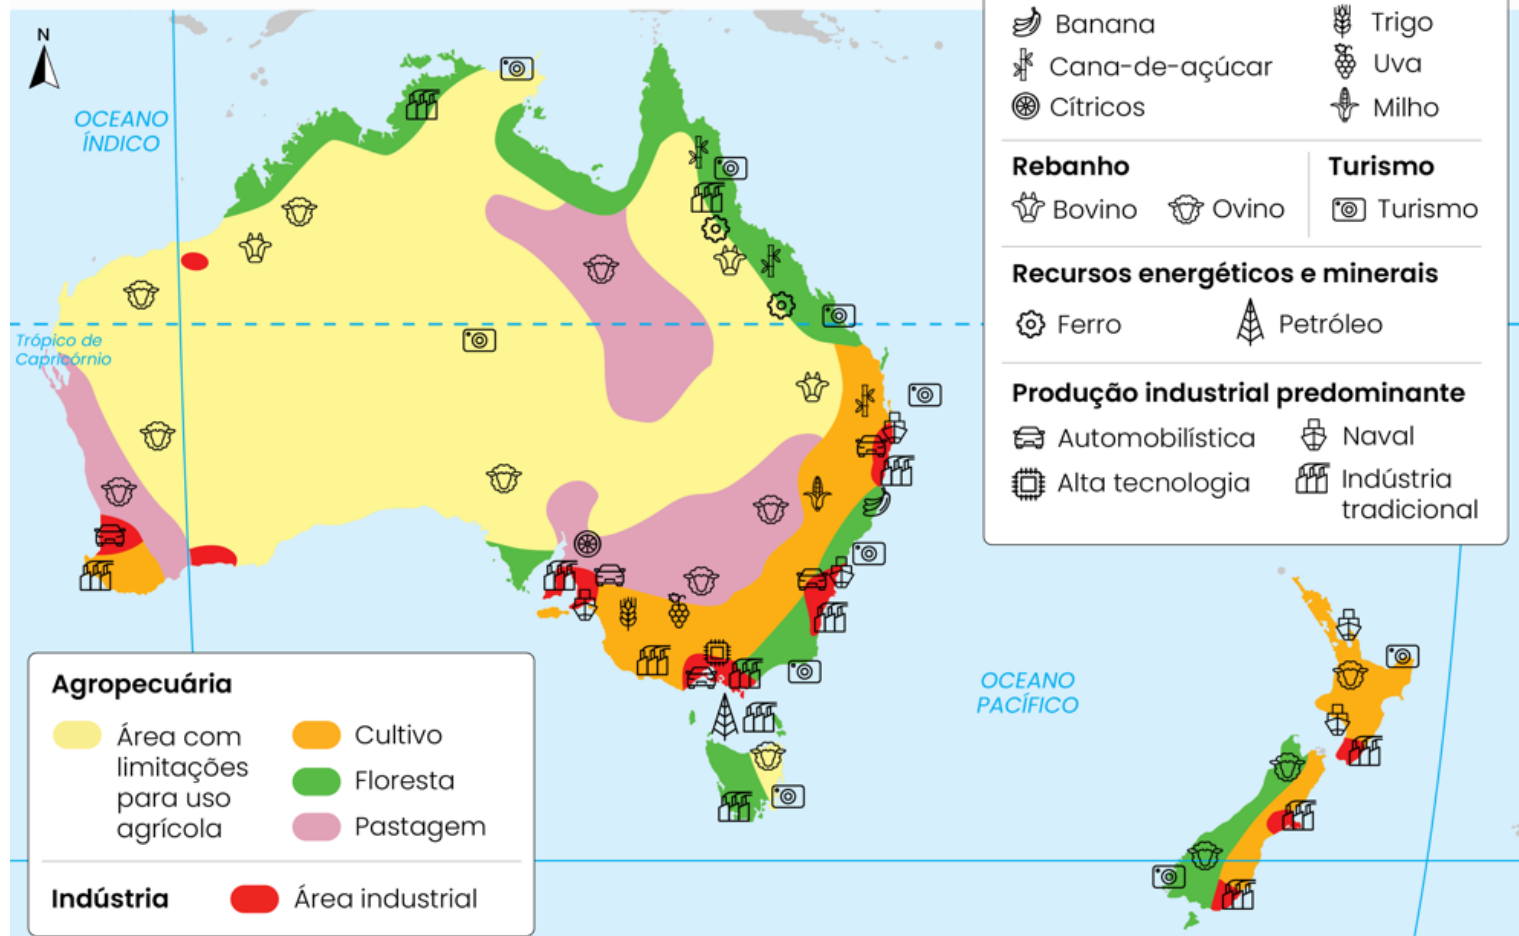 N
OCEANO
ÍNDICO
Trópico de
Capricórnio
OCEANO
PACÍFICO
Banana
Trigo
Cana-de-açúcar
Uva
Cítricos
Milho
Rebanho
Turismo
Bovino
Ovino
Turismo
Recursos energéticos e minerais
Ferro
Petróleo
Produção industrial predominante
Automobilística
Naval
Alta tecnologia
Indústria
tradicional
Agropecuária
Área com
limitações
para uso
agrícola
Cultivo
Floresta
Pastagem
Indústria
Área industrial